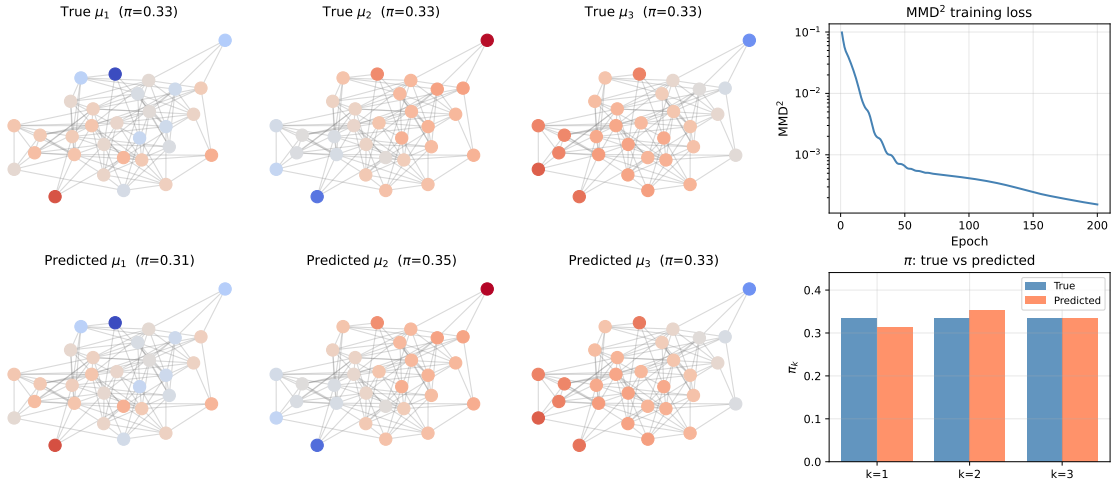 True μ₁ (π=0.33)
True μ₂ (π=0.33)
True μ₃ (π=0.33)
MMD² training loss
10⁻¹
10⁻²
10⁻³
MMD²
0 50 100 150 200
Epoch
Predicted μ₁ (π=0.31)
Predicted μ₂ (π=0.35)
Predicted μ₃ (π=0.33)
π: true vs predicted
True
Predicted
0.4
0.3
0.2
0.1
0.0
πₖ
k=1 k=2 k=3